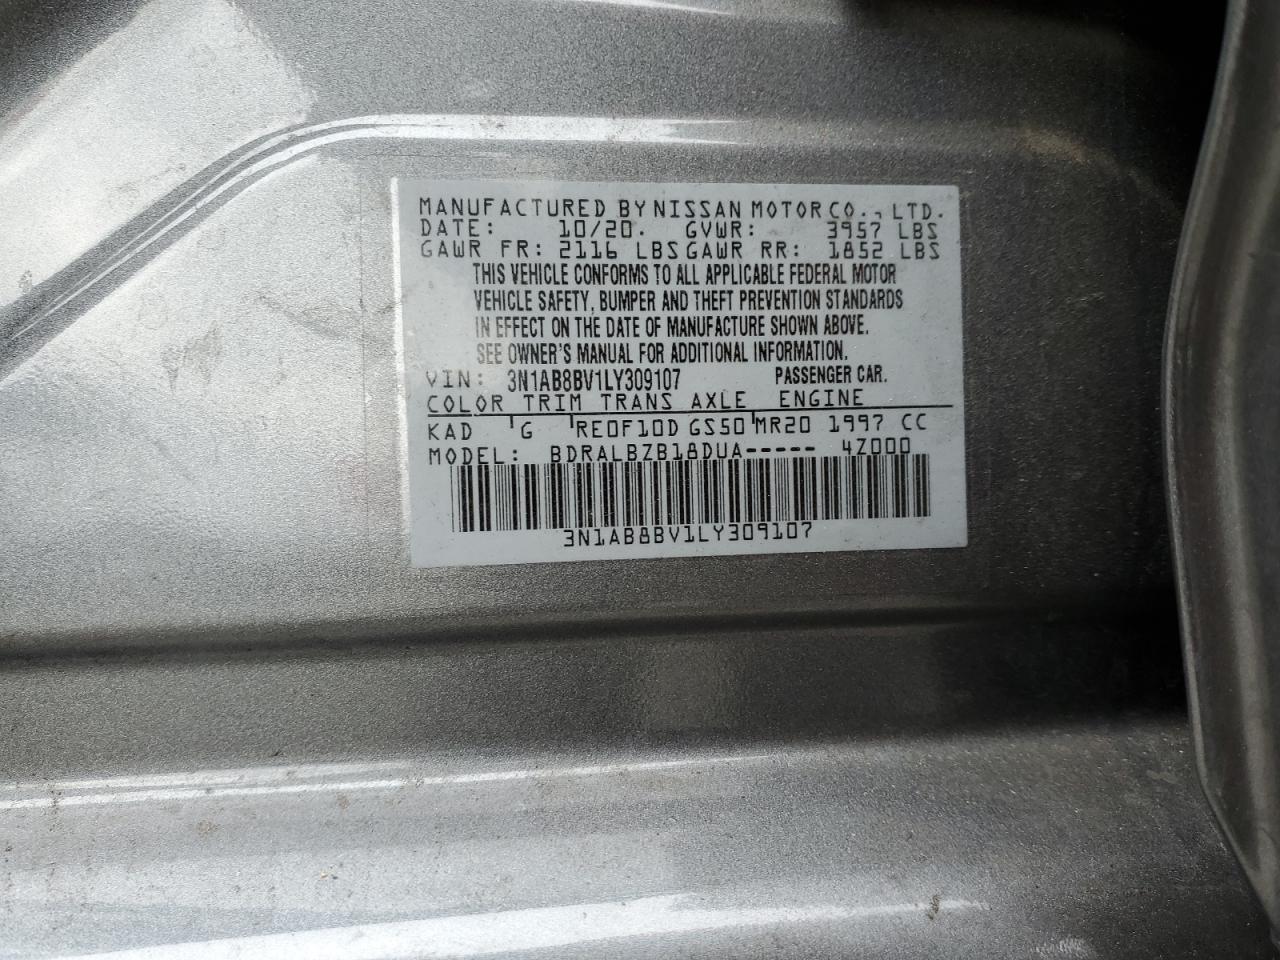 MANUFACTURED BY NISSAN MOTOR CO., LTD.
DATE: 10/20. GVWR: 3957 LBS
GAWR FR: 2116 LBS GAWR RR: 1852 LBS
THIS VEHICLE CONFORMS TO ALL APPLICABLE FEDERAL MOTOR
VEHICLE SAFETY, BUMPER AND THEFT PREVENTION STANDARDS
IN EFFECT ON THE DATE OF MANUFACTURE SHOWN ABOVE.
SEE OWNER'S MANUAL FOR ADDITIONAL INFORMATION.
VIN: 3N1AB8BV1LY309107 PASSENGER CAR.
COLOR TRIM TRANS AXLE ENGINE
KAD G RE0F10D GS50 MR20 1997 CC
MODEL: BDRALBZB18DUA----- 4Z000
3N1AB8BV1LY309107